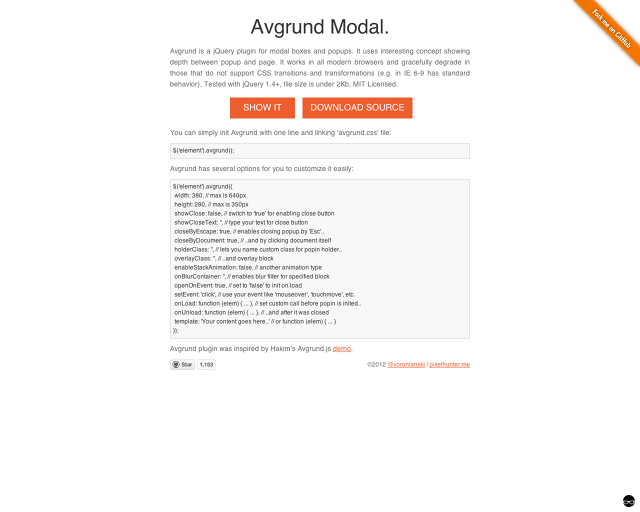 Fork me on GitHub
Avgrund Modal.
Avgrund is a jQuery plugin for modal boxes and popups. It uses interesting concept showing
depth between popup and page. It works in all modern browsers and gracefully degrade in
those that do not support CSS transitions and transformations (e.g. in IE 6-9 has standard
behavior). Tested with jQuery 1.4+, file size is under 2Kb, MIT Licensed.
SHOW IT
DOWNLOAD SOURCE
You can simply init Avgrund with one line and linking 'avgrund.css' file:
$('element').avgrund();
Avgrund has several options for you to customize it easily:
$('element').avgrund({
width: 380, // max is 640px
height: 280, // max is 350px
showClose: false, // switch to 'true' for enabling close button
showCloseText: '', // type your text for close button
closeByEscape: true, // enables closing popup by 'Esc'..
closeByDocument: true, // ..and by clicking document itself
holderClass: '', // lets you name custom class for popin holder..
overlayClass: '', // ..and overlay block
enableStackAnimation: false, // another animation type
onBlurContainer: '', // enables blur filter for specified block
openOnEvent: true, // set to 'false' to init on load
setEvent: 'click', // use your event like 'mouseover', 'touchmove', etc.
onLoad: function (elem) { ... }, // set custom call before popin is inited..
onUnload: function (elem) { ... }, // ..and after it was closed
template: 'Your content goes here..' // or function (elem) { ... }
});
Avgrund plugin was inspired by Hakim's Avgrund.js demo.
Star 1,153
©2012 @voronianski / pixelhunter.me